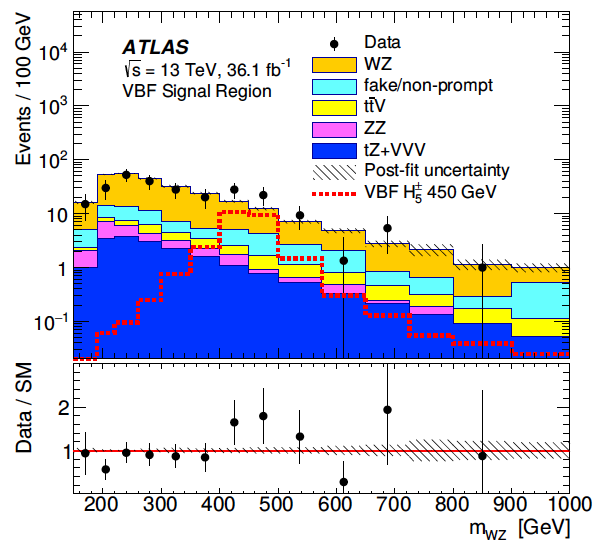 Events / 100 GeV
10⁴
10³
10²
10
1
10⁻¹
ATLAS
√s = 13 TeV, 36.1 fb⁻¹
VBF Signal Region
Data
WZ
fake/non-prompt
tt̄V
ZZ
tZ+VVV
Post-fit uncertainty
VBF H₅± 450 GeV
Data / SM
2
1
200 300 400 500 600 700 800 900 1000
m_WZ [GeV]